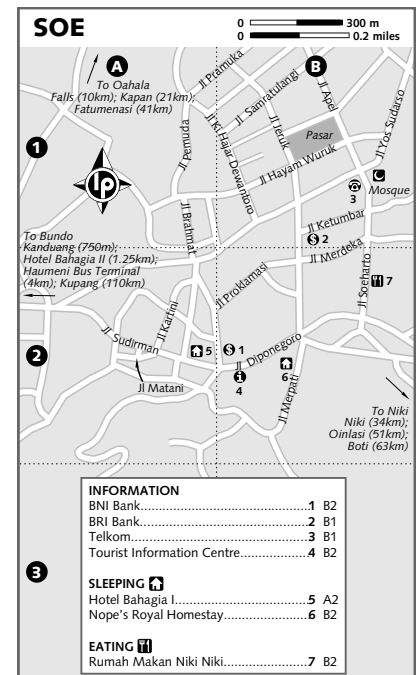 SOE
0 300 m
0 0.2 miles
A
B
To Oahala
Falls (10km); Kapan (21km);
Fatumenasi (41km)
Jl Pramuka
Jl Samratulangi
Jl Apel
Jl Ki Hajar Dewantoro
Jl Jeruk
Pasar
Jl Yos Sudarso
1
Jl Pemuda
lp
Jl Hayam Wuruk
3
Mosque
Jl Brahmat
Jl Ketumbar
2
To Bundo
Kanduang (750m);
Hotel Bahagia II (1.25km);
Haumeni Bus Terminal
(4km); Kupang (110km)
Jl Merdeka
Jl Proklamasi
Jl Soeharto
7
Jl Kartini
Jl Sudirman
2
5
1
Jl Diponegoro
Jl Matani
4
6
Jl Merpati
To Niki
Niki (34km);
Oinlasi (51km);
Boti (63km)
3
INFORMATION
BNI Bank 1 B2
BRI Bank 2 B1
Telkom 3 B1
Tourist Information Centre 4 B2
SLEEPING
Hotel Bahagia I 5 A2
Nope's Royal Homestay 6 B2
EATING
Rumah Makan Niki Niki 7 B2